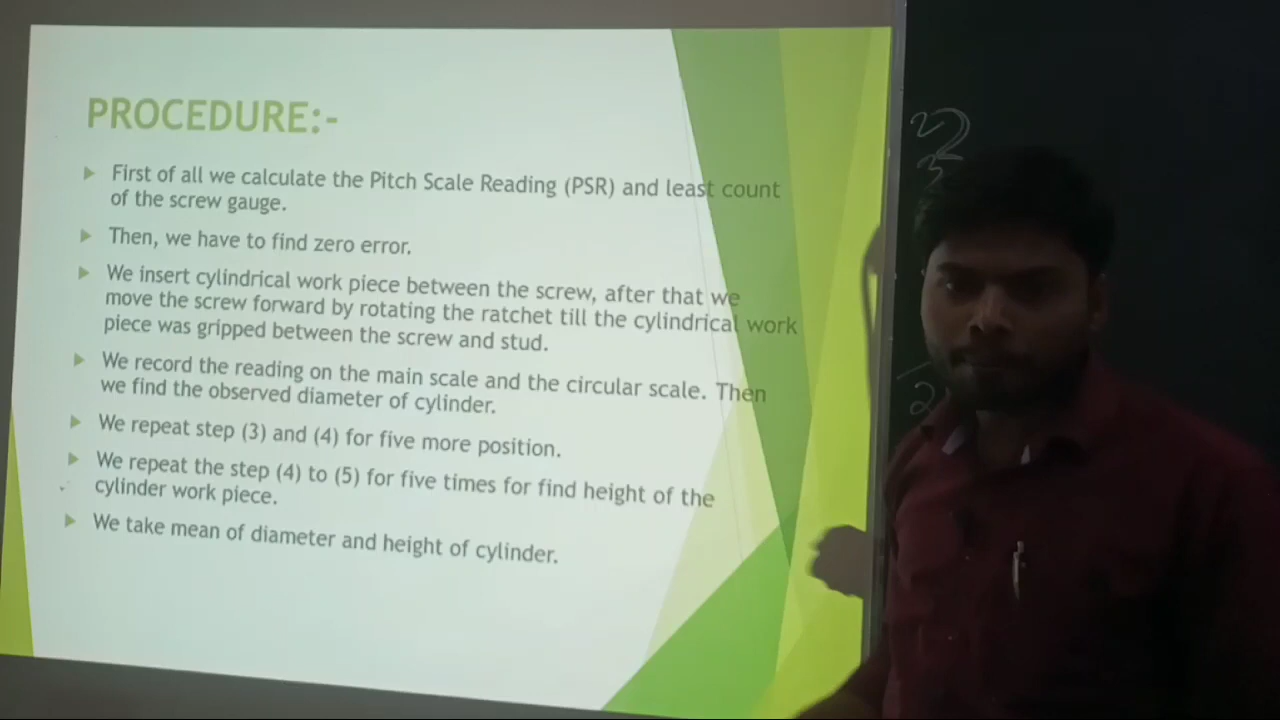 PROCEDURE:-
First of all we calculate the Pitch Scale Reading (PSR) and least count
of the screw gauge.
Then, we have to find zero error.
We insert cylindrical work piece between the screw, after that we
move the screw forward by rotating the ratchet till the cylindrical work
piece was gripped between the screw and stud.
We record the reading on the main scale and the circular scale. Then
we find the observed diameter of cylinder.
We repeat step (3) and (4) for five more position.
We repeat the step (4) to (5) for five times for find height of the
cylinder work piece.
We take mean of diameter and height of cylinder.